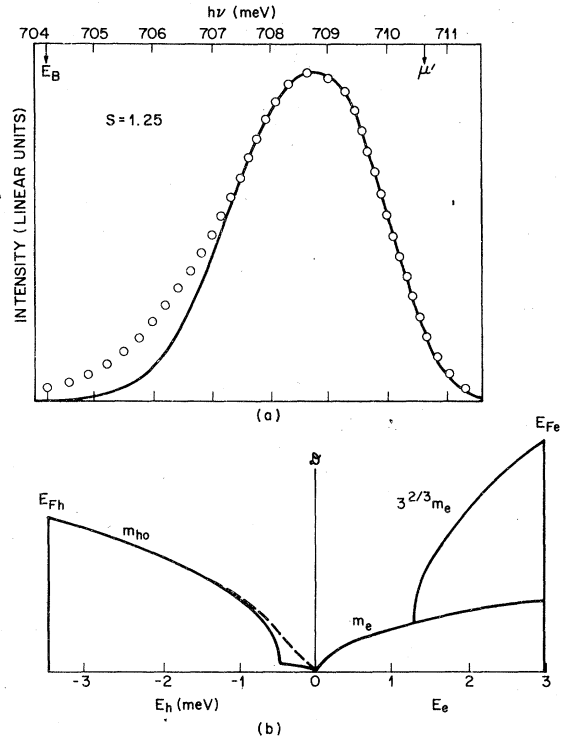 hν (meV)
704 705 706 707 708 709 710 711
E_B μ'
S = 1.25
INTENSITY (LINEAR UNITS)
(a)
𝒟 E_Fe
E_Fh 3^2/3 m_e
m_ho
m_e
-3 -2 -1 0 1 2 3
E_h (meV) E_e
(b)